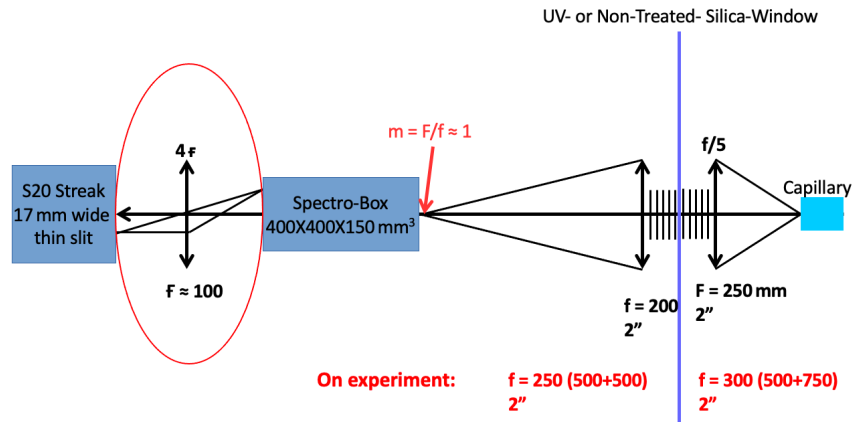 UV- or Non-Treated- Silica-Window
m = F/f ≈ 1
4 F
f/5
Capillary
S20 Streak
17 mm wide
thin slit
Spectro-Box
400X400X150 mm³
F ≈ 100
f = 200
2”
F = 250 mm
2”
On experiment:
f = 250 (500+500)
2”
f = 300 (500+750)
2”